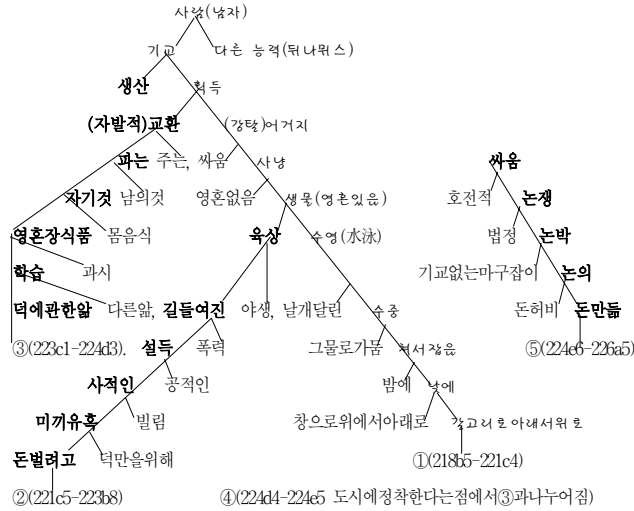 사람(남자)
기교 다른 능력(뒤나뮈스)
생산 획득
(자발적)교환 (강탈)어거지
파는 주는, 싸움 사냥 싸움
자기것 남의것 영혼없음 생물(영혼있음) 호전적 논쟁
영혼장식품 몸음식 육상 수영(水泳) 법정 논박
학습 과시 기교없는마구잡이 논의
덕에관한앎 다른앎, 길들여진 야생, 날개달린 수중 돈허비 돈만듦
③(223c1-224d3). 설득 폭력 그물로가둠 쳐서잡음 ⑤(224e6-226a5)
사적인 공적인 밤에 낮에
미끼유혹 빌림 창으로위에서아래로 갈고리로아래서위로
돈벌려고 덕만을위해 ①(218b5-221c4)
②(221c5-223b8) ④(224d4-224e5 도시에정착한다는점에서③과나누어짐)